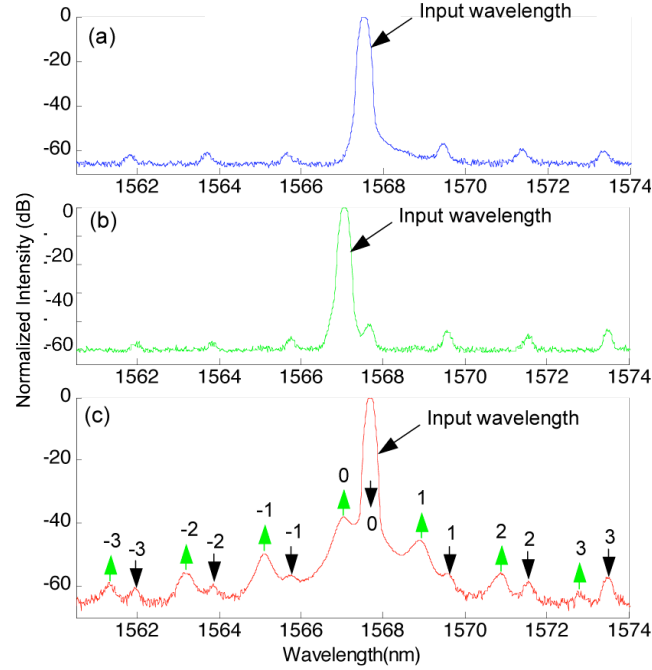 (a)
Input wavelength
0
-20
-40
-60
1562 1564 1566 1568 1570 1572 1574
(b)
Input wavelength
0
-20
-40
-60
1562 1564 1566 1568 1570 1572 1574
Normalized Intensity (dB)
(c)
Input wavelength
0
-20
-40
-60
-3 -3 -2 -2 -1 -1 0 0 1 1 2 2 3 3
1562 1564 1566 1568 1570 1572 1574
Wavelength(nm)